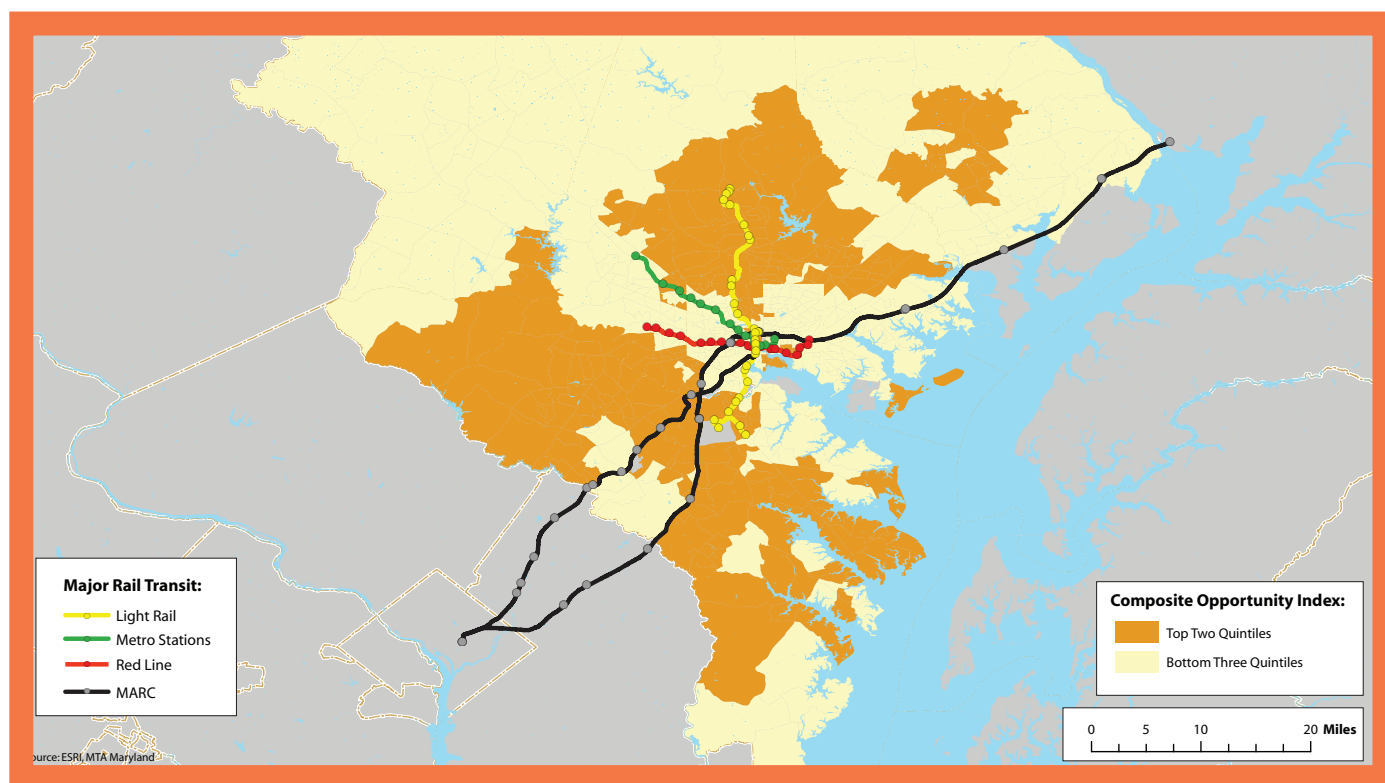 Major Rail Transit:
Light Rail
Metro Stations
Red Line
MARC
ource: ESRI, MTA Maryland
Composite Opportunity Index:
Top Two Quintiles
Bottom Three Quintiles
0 5 10 20 Miles